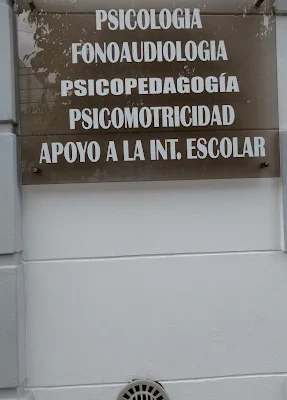 PSICOLOGIA
FONOAUDIOLOGIA
PSICOPEDAGOGÍA
PSICOMOTRICIDAD
APOYO A LA INT. ESCOLAR